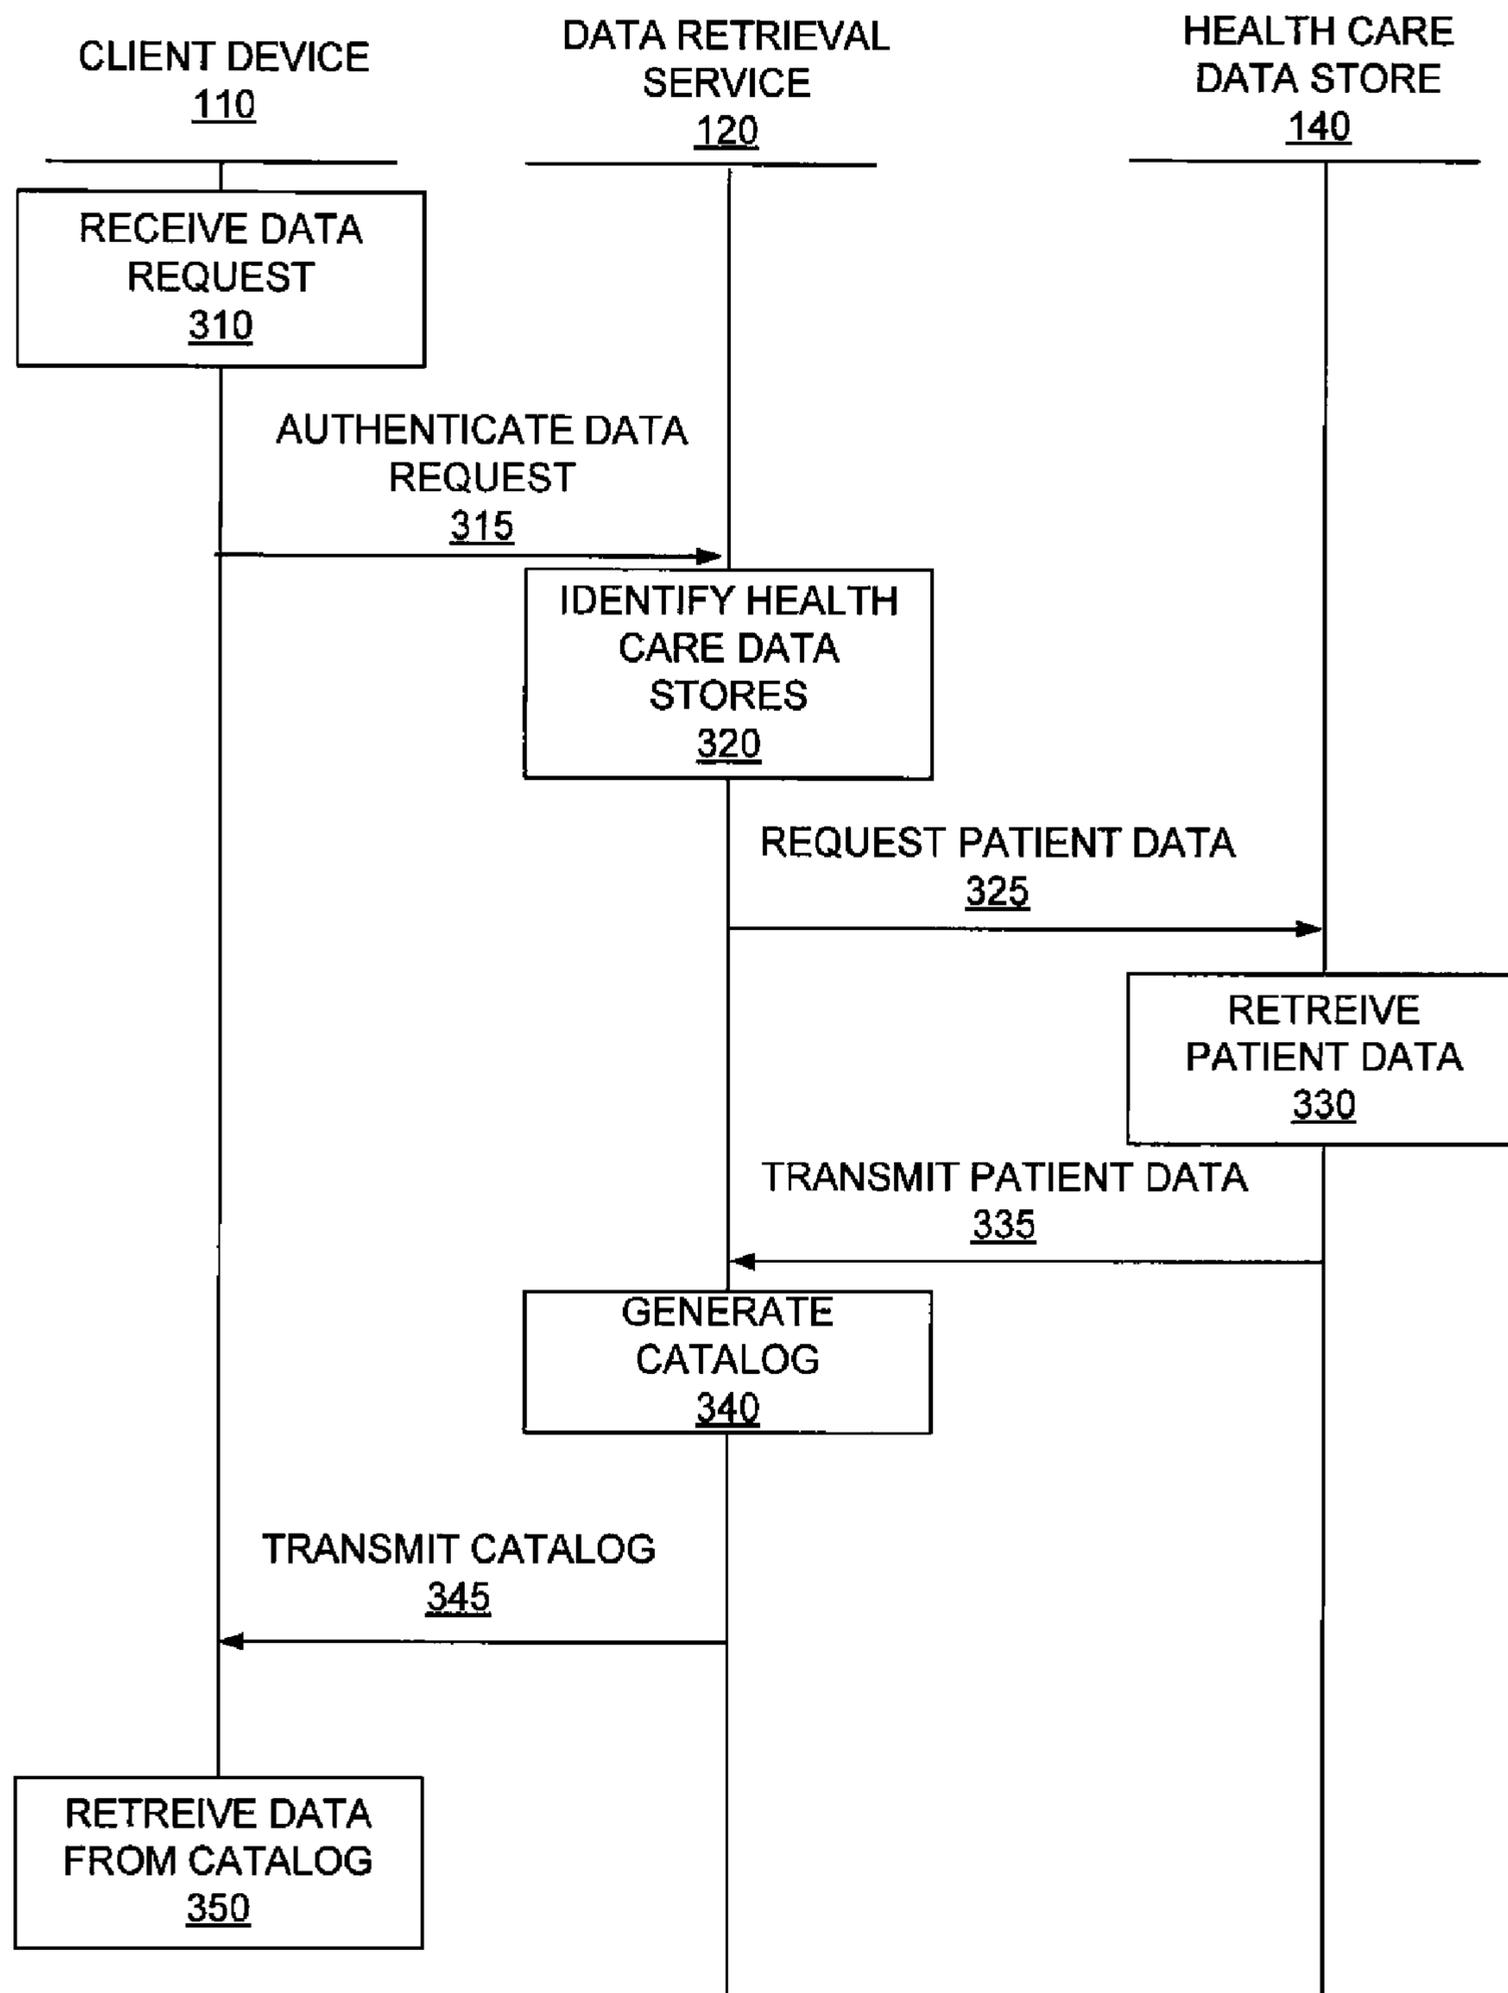 CLIENT DEVICE
110
DATA RETRIEVAL
SERVICE
120
HEALTH CARE
DATA STORE
140
RECEIVE DATA
REQUEST
310
AUTHENTICATE DATA
REQUEST
315
IDENTIFY HEALTH
CARE DATA
STORES
320
REQUEST PATIENT DATA
325
RETREIVE
PATIENT DATA
330
TRANSMIT PATIENT DATA
335
GENERATE
CATALOG
340
TRANSMIT CATALOG
345
RETREIVE DATA
FROM CATALOG
350